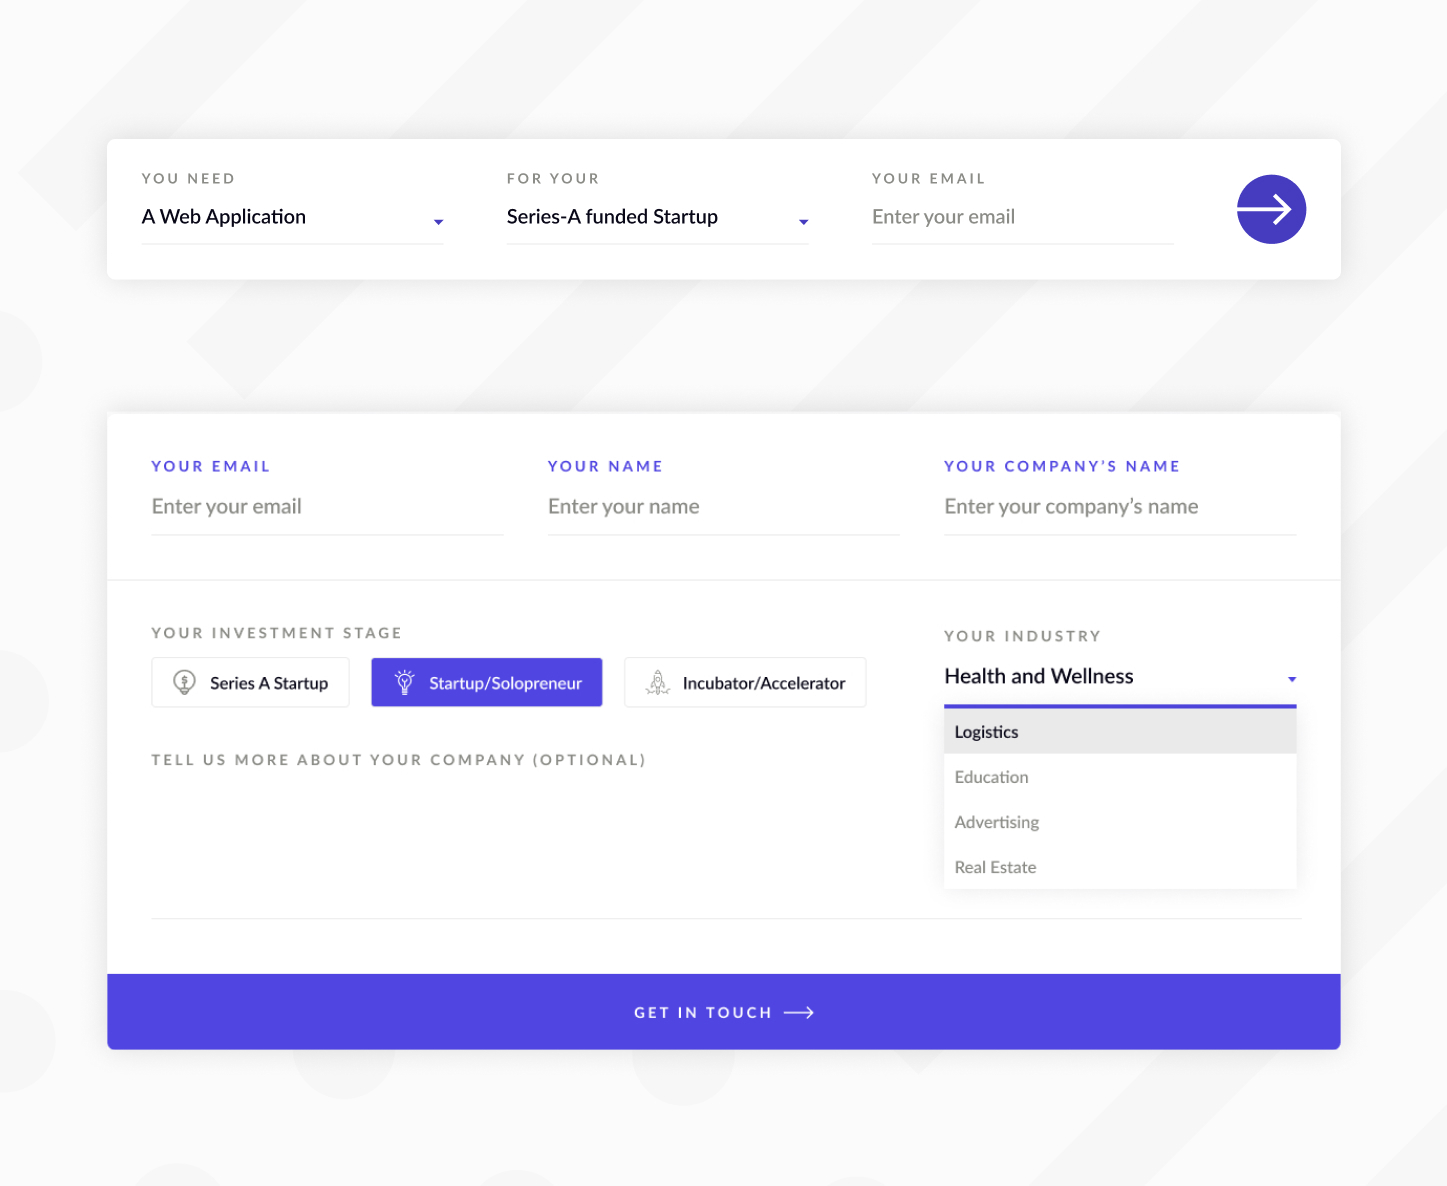 YOU NEED
A Web Application
FOR YOUR
Series-A funded Startup
YOUR EMAIL
Enter your email
YOUR EMAIL
Enter your email
YOUR NAME
Enter your name
YOUR COMPANY’S NAME
Enter your company’s name
YOUR INVESTMENT STAGE
Series A Startup
Startup/Solopreneur
Incubator/Accelerator
YOUR INDUSTRY
Health and Wellness
Logistics
Education
Advertising
Real Estate
TELL US MORE ABOUT YOUR COMPANY (OPTIONAL)
GET IN TOUCH